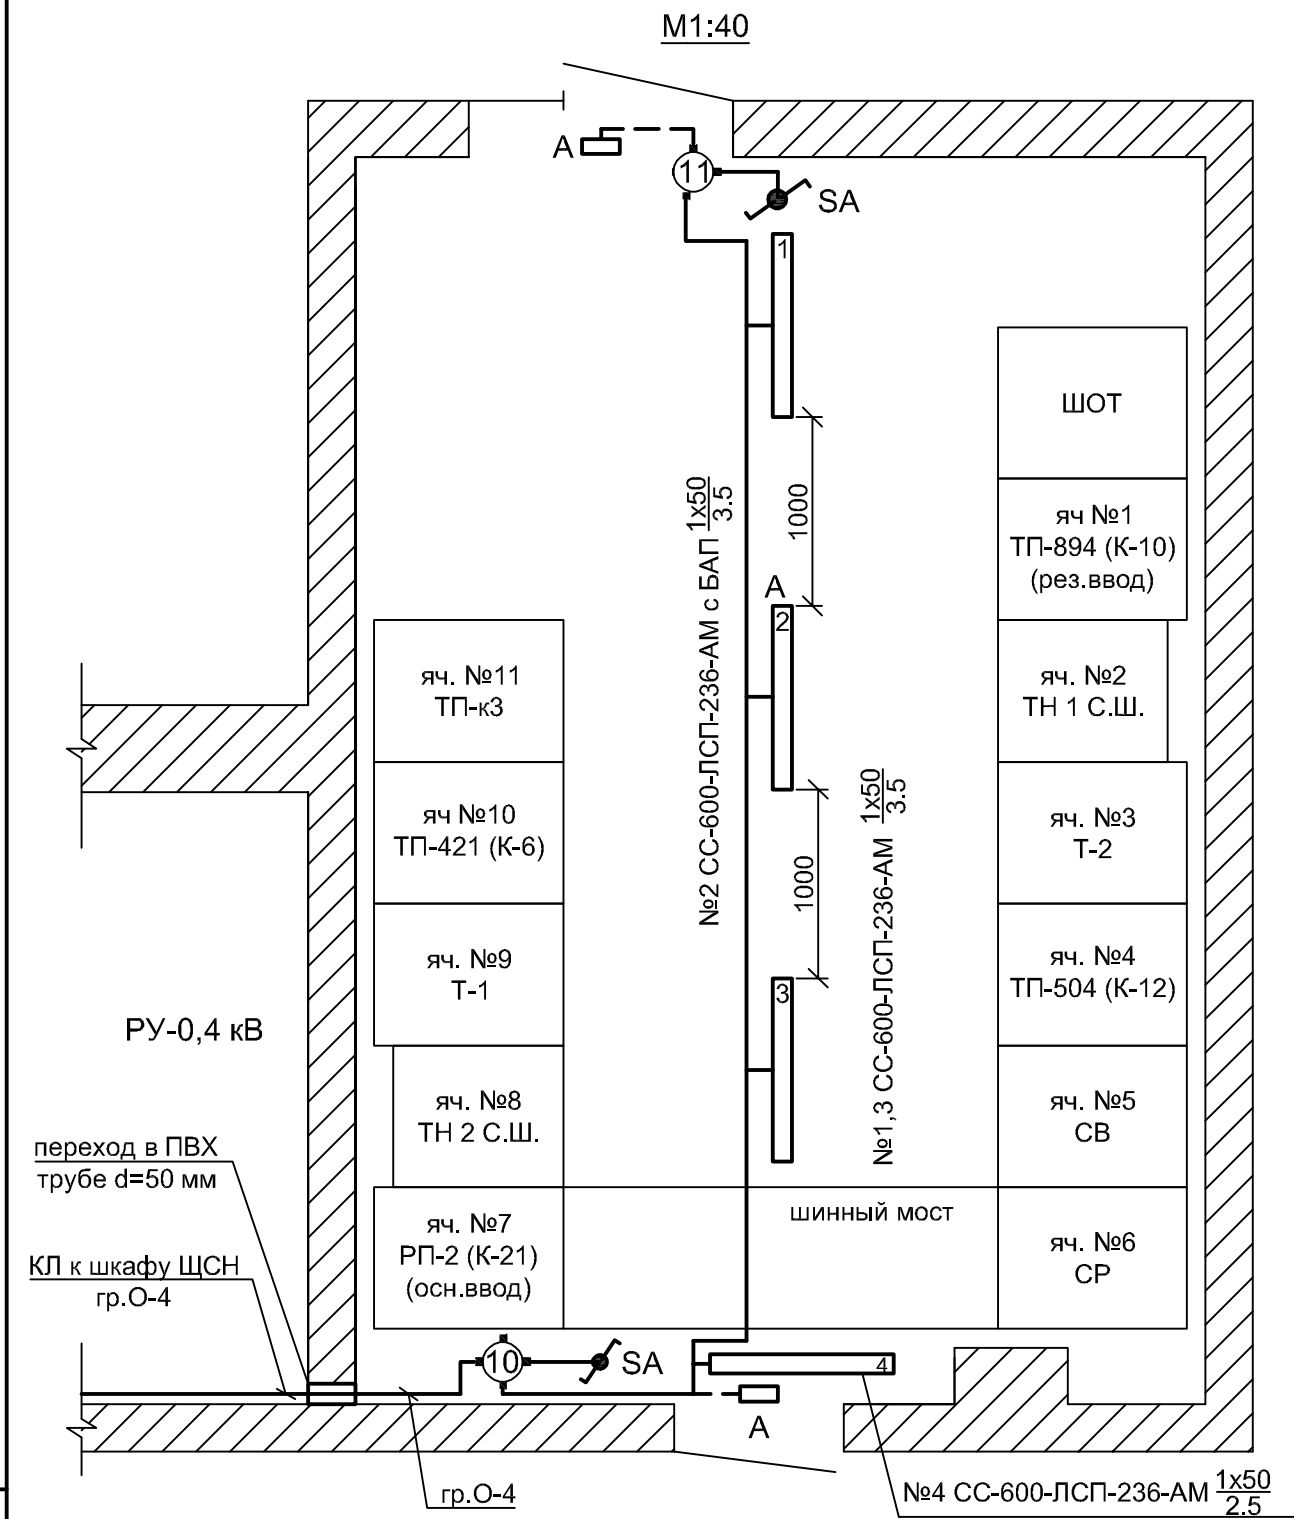 М1:40
А
11
SA
1
ШОТ
1000
яч №1
ТП-894 (К-10)
(рез.ввод)
№2 СС-600-ЛСП-236-АМ с БАП 1х50
3.5
А
2
яч. №11
ТП-к3
яч. №2
ТН 1 С.Ш.
яч №10
ТП-421 (К-6)
1000
№1,3 СС-600-ЛСП-236-АМ 1х50
3.5
яч. №3
Т-2
яч. №9
Т-1
3
яч. №4
ТП-504 (К-12)
РУ-0,4 кВ
яч. №8
ТН 2 С.Ш.
яч. №5
СВ
переход в ПВХ
трубе d=50 мм
яч. №7
РП-2 (К-21)
(осн.ввод)
шинный мост
яч. №6
СР
КЛ к шкафу ЩСН
гр.О-4
10
SA
4
А
гр.О-4
№4 СС-600-ЛСП-236-АМ 1х50
2.5